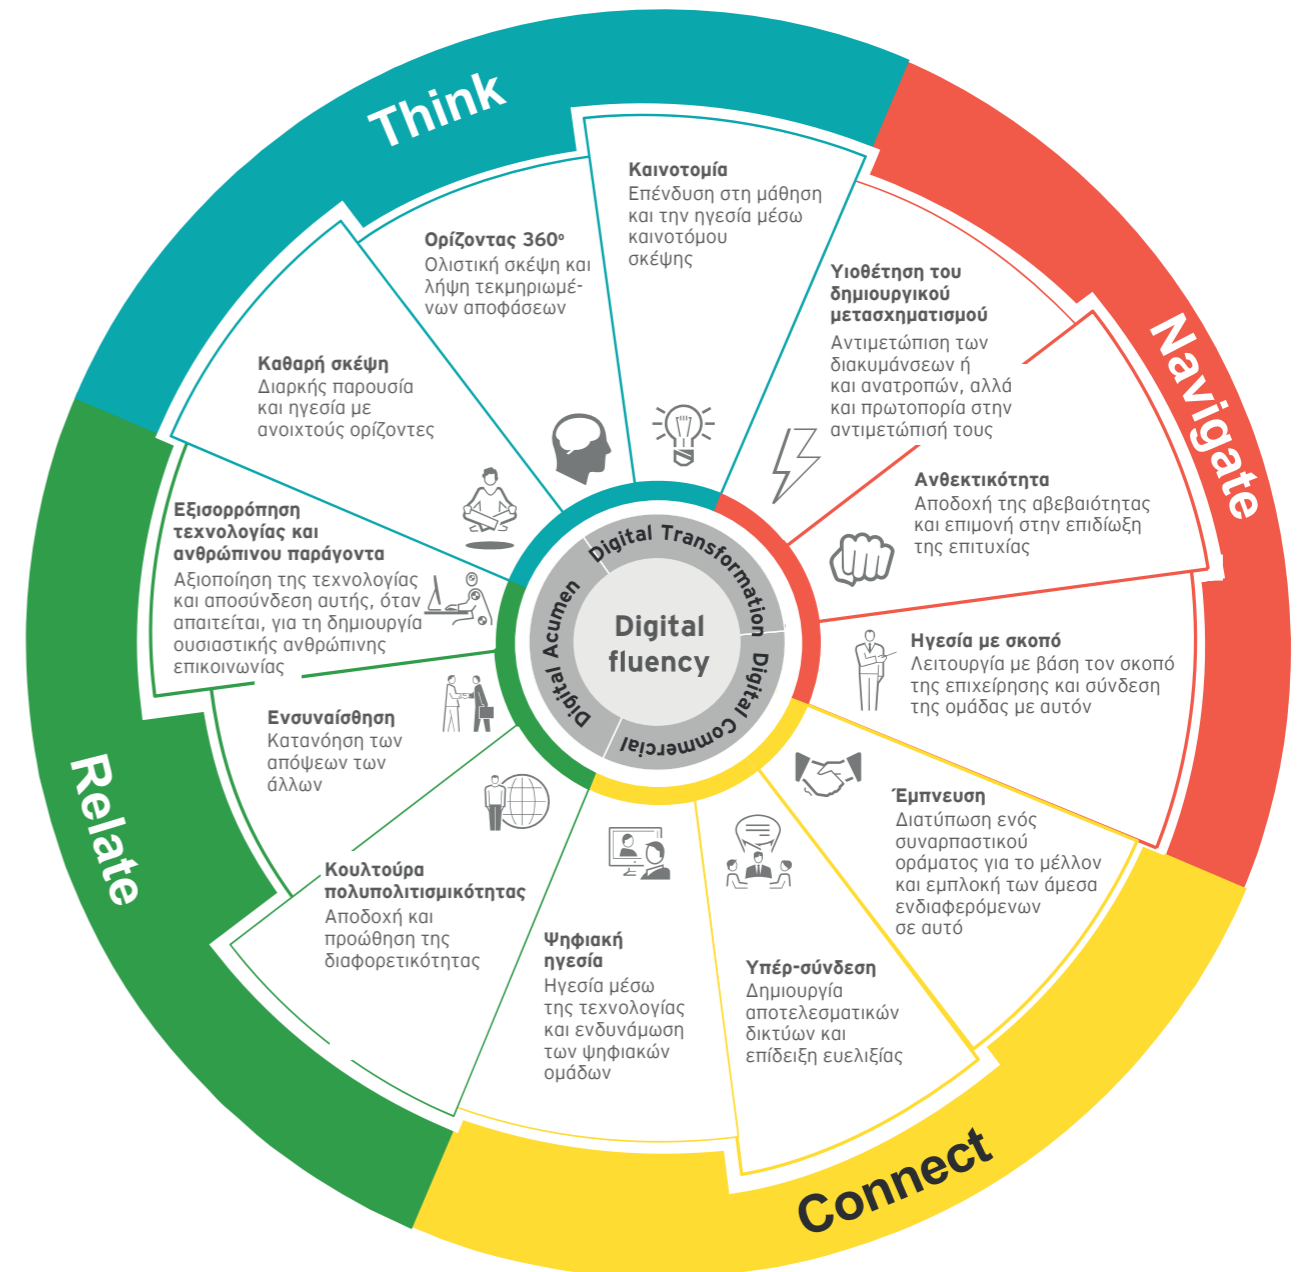 Think
Καινοτομία
Επένδυση στη μάθηση
και την ηγεσία μέσω
καινοτόμου
σκέψης
Ορίζοντας 360°
Ολιστική σκέψη και
λήψη τεκμηριωμέ-
νων αποφάσεων
Καθαρή σκέψη
Διαρκής παρουσία
και ηγεσία με
ανοιχτούς ορίζοντες
Navigate
Υιοθέτηση του
δημιουργικού
μετασχηματισμού
Αντιμετώπιση των
διακυμάνσεων ή
και ανατροπών, αλλά
και πρωτοπορία στην
αντιμετώπισή τους
Ανθεκτικότητα
Αποδοχή της αβεβαιότητας
και επιμονή στην επιδίωξη
της επιτυχίας
Ηγεσία με σκοπό
Λειτουργία με βάση τον σκοπό
της επιχείρησης και σύνδεση
της ομάδας με αυτόν
Connect
Έμπνευση
Διατύπωση ενός
συναρπαστικού
οράματος για το μέλλον
και εμπλοκή των άμεσα
ενδιαφερόμενων
σε αυτό
Υπέρ-σύνδεση
Δημιουργία
αποτελεσματικών
δικτύων και
επίδειξη ευελιξίας
Ψηφιακή
ηγεσία
Ηγεσία μέσω
της τεχνολογίας
και ενδυνάμωση
των ψηφιακών
ομάδων
Relate
Κουλτούρα
πολυπολιτισμικότητας
Αποδοχή και
προώθηση της
διαφορετικότητας
Ενσυναίσθηση
Κατανόηση των
απόψεων των
άλλων
Εξισορρόπηση
τεχνολογίας και
ανθρώπινου παράγοντα
Αξιοποίηση της τεχνολογίας
και αποσύνδεση αυτής, όταν
απαιτείται, για τη δημιουργία
ουσιαστικής ανθρώπινης
επικοινωνίας
Digital Transformation
Digital Commercial
Digital Acumen
Digital
fluency